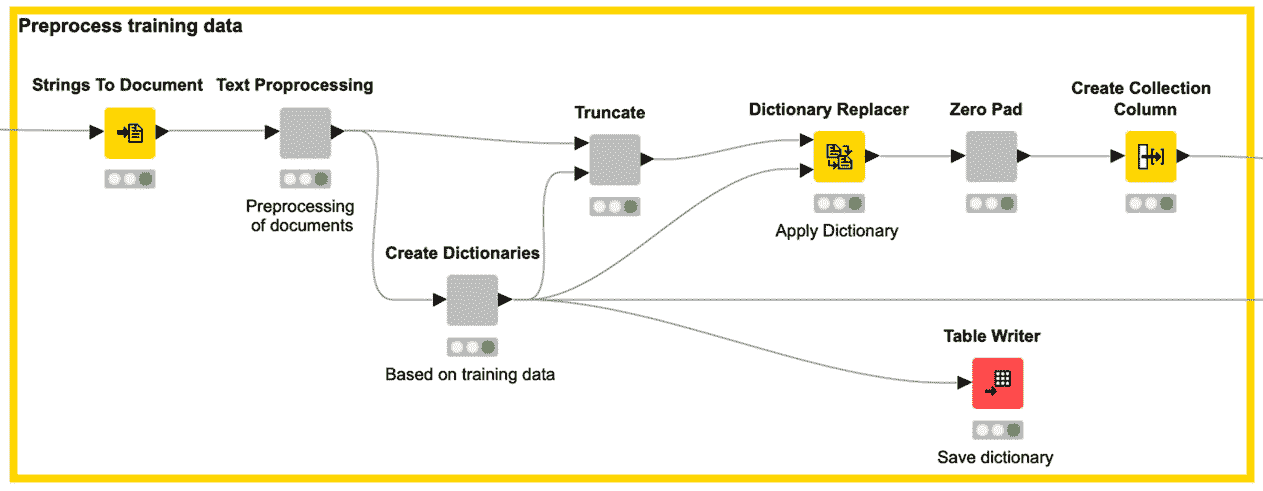 Preprocess training data
Strings To Document
Text Proprocessing
Preprocessing
of documents
Create Dictionaries
Based on training data
Truncate
Dictionary Replacer
Apply Dictionary
Zero Pad
Create Collection
Column
Table Writer
Save dictionary